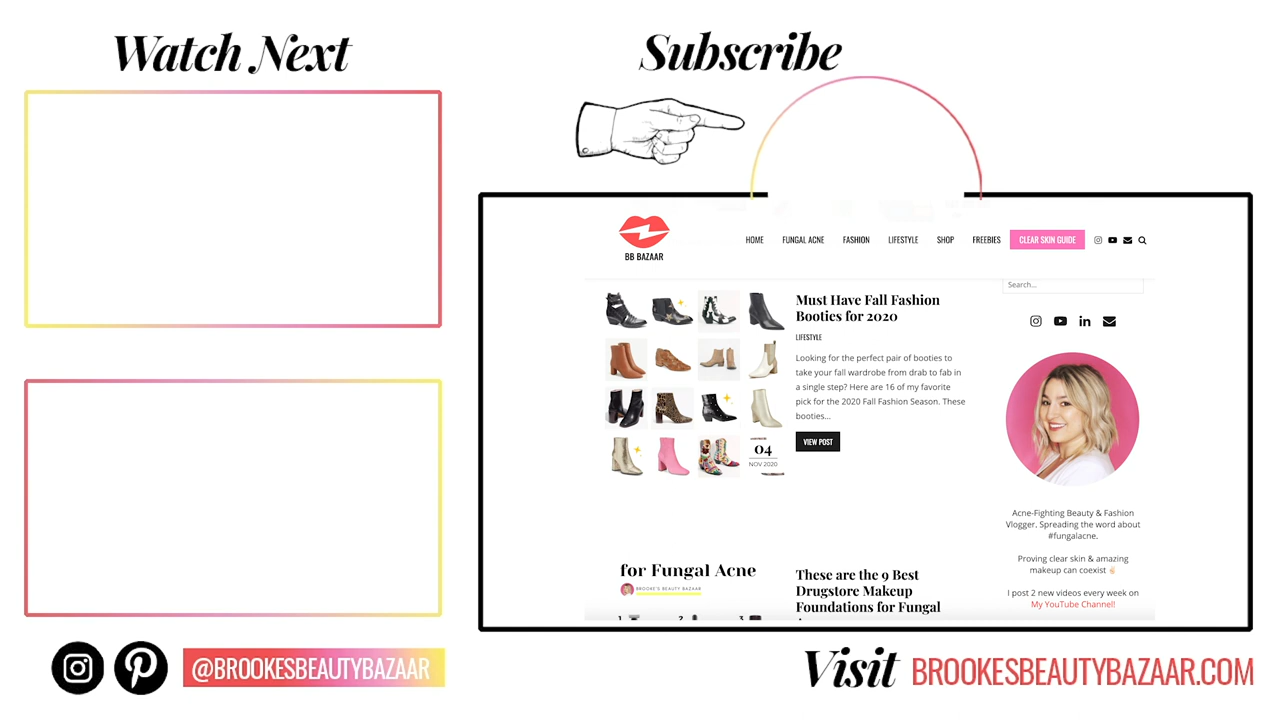 Watch Next
Subscribe
BB BAZAAR
HOME FUNGAL ACNE FASHION LIFESTYLE SHOP FREEBIES CLEAR SKIN GUIDE
Search...
Must Have Fall Fashion
Booties for 2020
LIFESTYLE
Looking for the perfect pair of booties to
take your fall wardrobe from drab to fab in
a single step? Here are 16 of my favorite
pick for the 2020 Fall Fashion Season. These
booties...
VIEW POST
04
NOV 2020
Acne-Fighting Beauty & Fashion
Vlogger. Spreading the word about
#fungalacne.
Proving clear skin & amazing
makeup can coexist ✌🏻
I post 2 new videos every week on
My YouTube Channel!
for Fungal Acne
BROOKE'S BEAUTY BAZAAR
1. 2. 3.
These are the 9 Best
Drugstore Makeup
Foundations for Fungal
@BROOKESBEAUTYBAZAAR
Visit BROOKESBEAUTYBAZAAR.COM